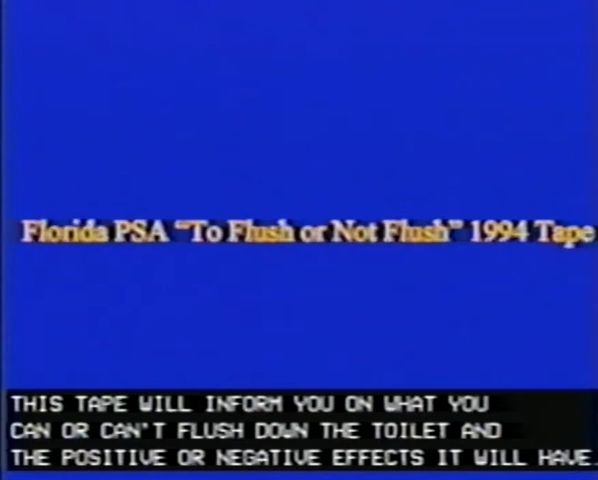 Florida PSA “To Flush or Not Flush” 1994 Tape
THIS TAPE WILL INFORM YOU ON WHAT YOU
CAN OR CAN'T FLUSH DOWN THE TOILET AND
THE POSITIVE OR NEGATIVE EFFECTS IT WILL HAVE.